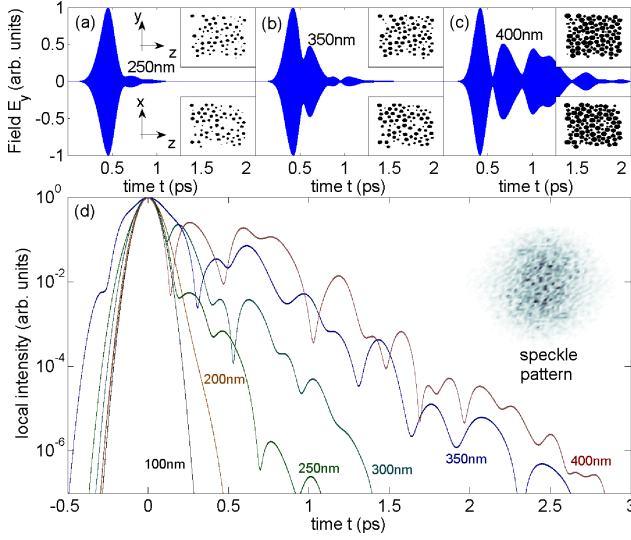 (a)
y
z
250nm
x
z
(b)
350nm
(c)
400nm
Field E_y (arb. units)
1
0.5
0
-0.5
-1
0.5 1 1.5 2
0.5 1 1.5 2
0.5 1 1.5 2
time t (ps)
time t (ps)
time t (ps)
(d)
local intensity (arb. units)
10^0
10^-2
10^-4
10^-6
speckle
pattern
100nm
200nm
250nm
300nm
350nm
400nm
-0.5 0 0.5 1 1.5 2 2.5 3
time t (ps)